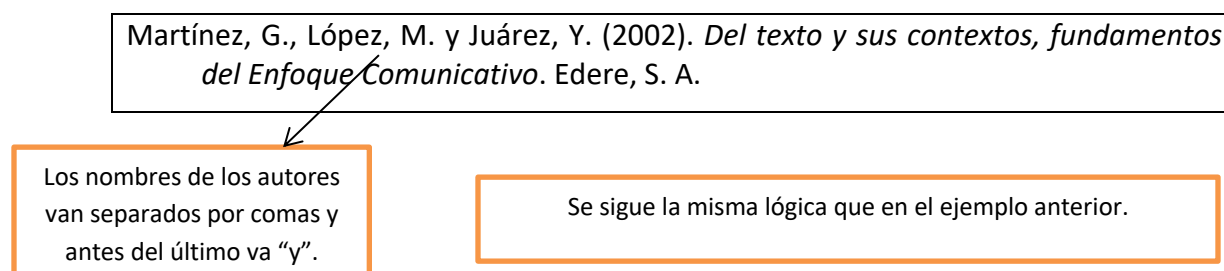 Martínez, G., López, M. y Juárez, Y. (2002). Del texto y sus contextos, fundamentos
del Enfoque Comunicativo. Edere, S. A.
Los nombres de los autores
van separados por comas y
antes del último va “y”.
Se sigue la misma lógica que en el ejemplo anterior.